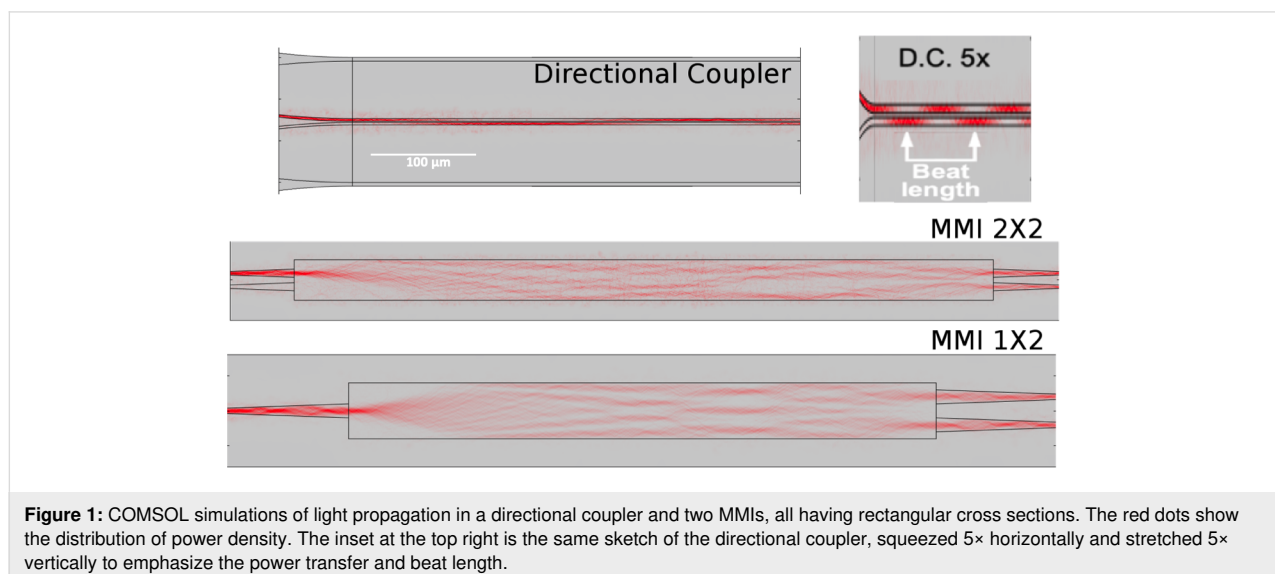 Directional Coupler
100 µm
D.C. 5x
Beat
length
MMI 2X2
MMI 1X2
Figure 1: COMSOL simulations of light propagation in a directional coupler and two MMIs, all having rectangular cross sections. The red dots show
the distribution of power density. The inset at the top right is the same sketch of the directional coupler, squeezed 5× horizontally and stretched 5×
vertically to emphasize the power transfer and beat length.